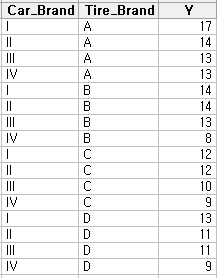 Car_Brand Tire_Brand Y
I A 17
II A 14
III A 13
IV A 13
I B 14
II B 14
III B 13
IV B 8
I C 12
II C 12
III C 10
IV C 9
I D 13
II D 11
III D 11
IV D 9